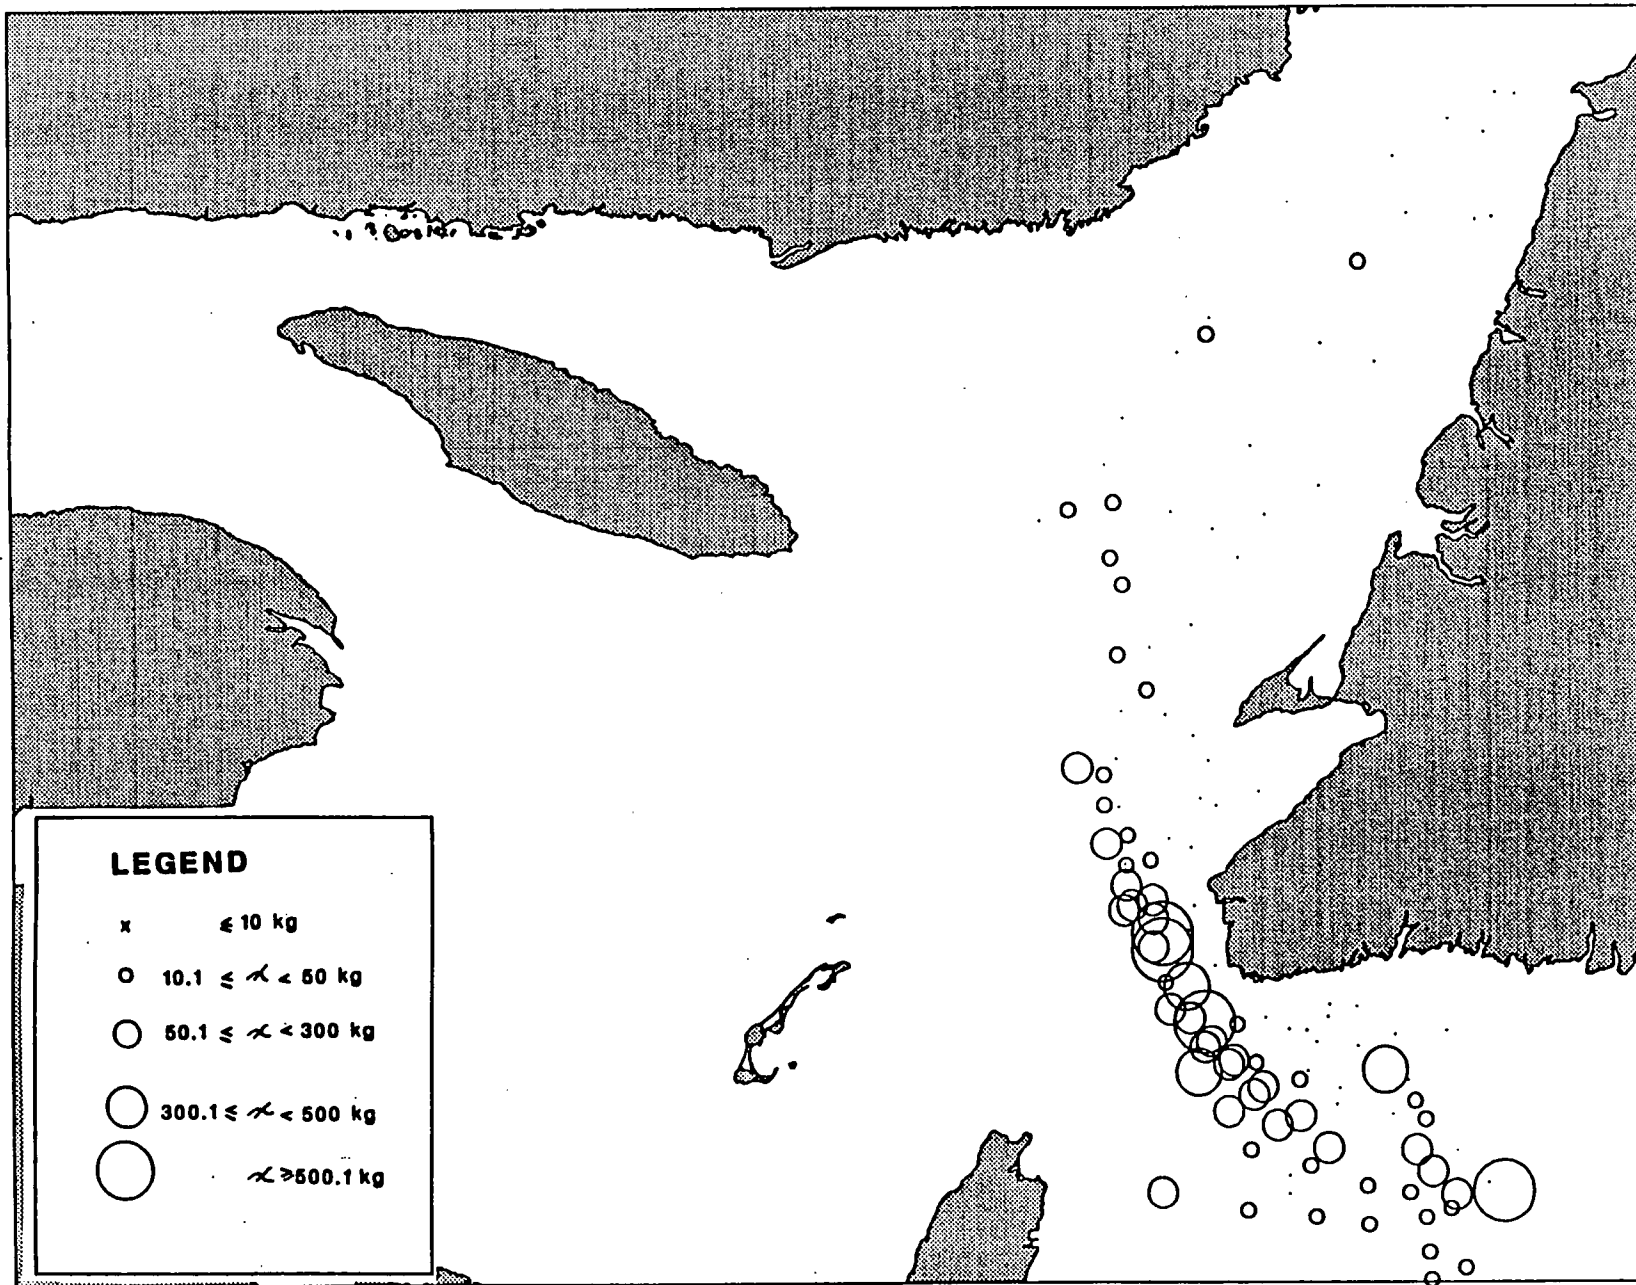 LEGEND
x ≤ 10 kg
10.1 ≤ x < 50 kg
50.1 ≤ x < 300 kg
300.1 ≤ x < 500 kg
x ≥ 500.1 kg